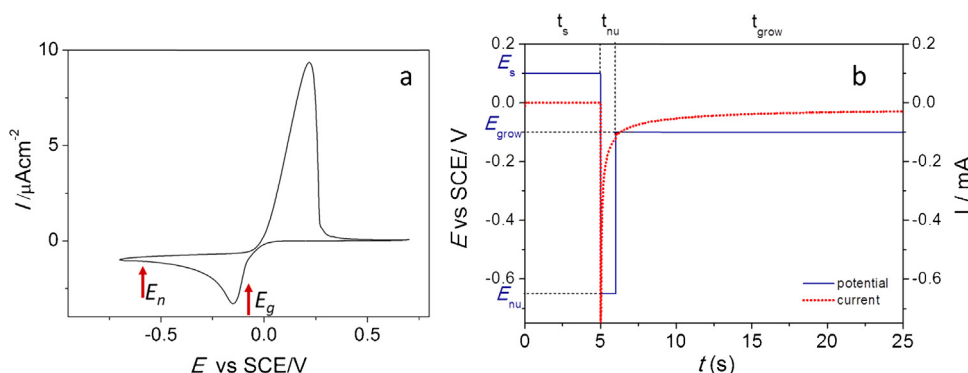 a
10
5
0
I /µAcm-2
-0.5
0.0
0.5
E vs SCE/V
En
Eg
ts
tnu
tgrow
b
0.2
0.0
-0.2
-0.4
-0.6
Es
Egrow
Enu
E vs SCE/ V
0.2
0.0
-0.2
-0.4
-0.6
I / mA
potential
current
0
5
10
15
20
25
t (s)